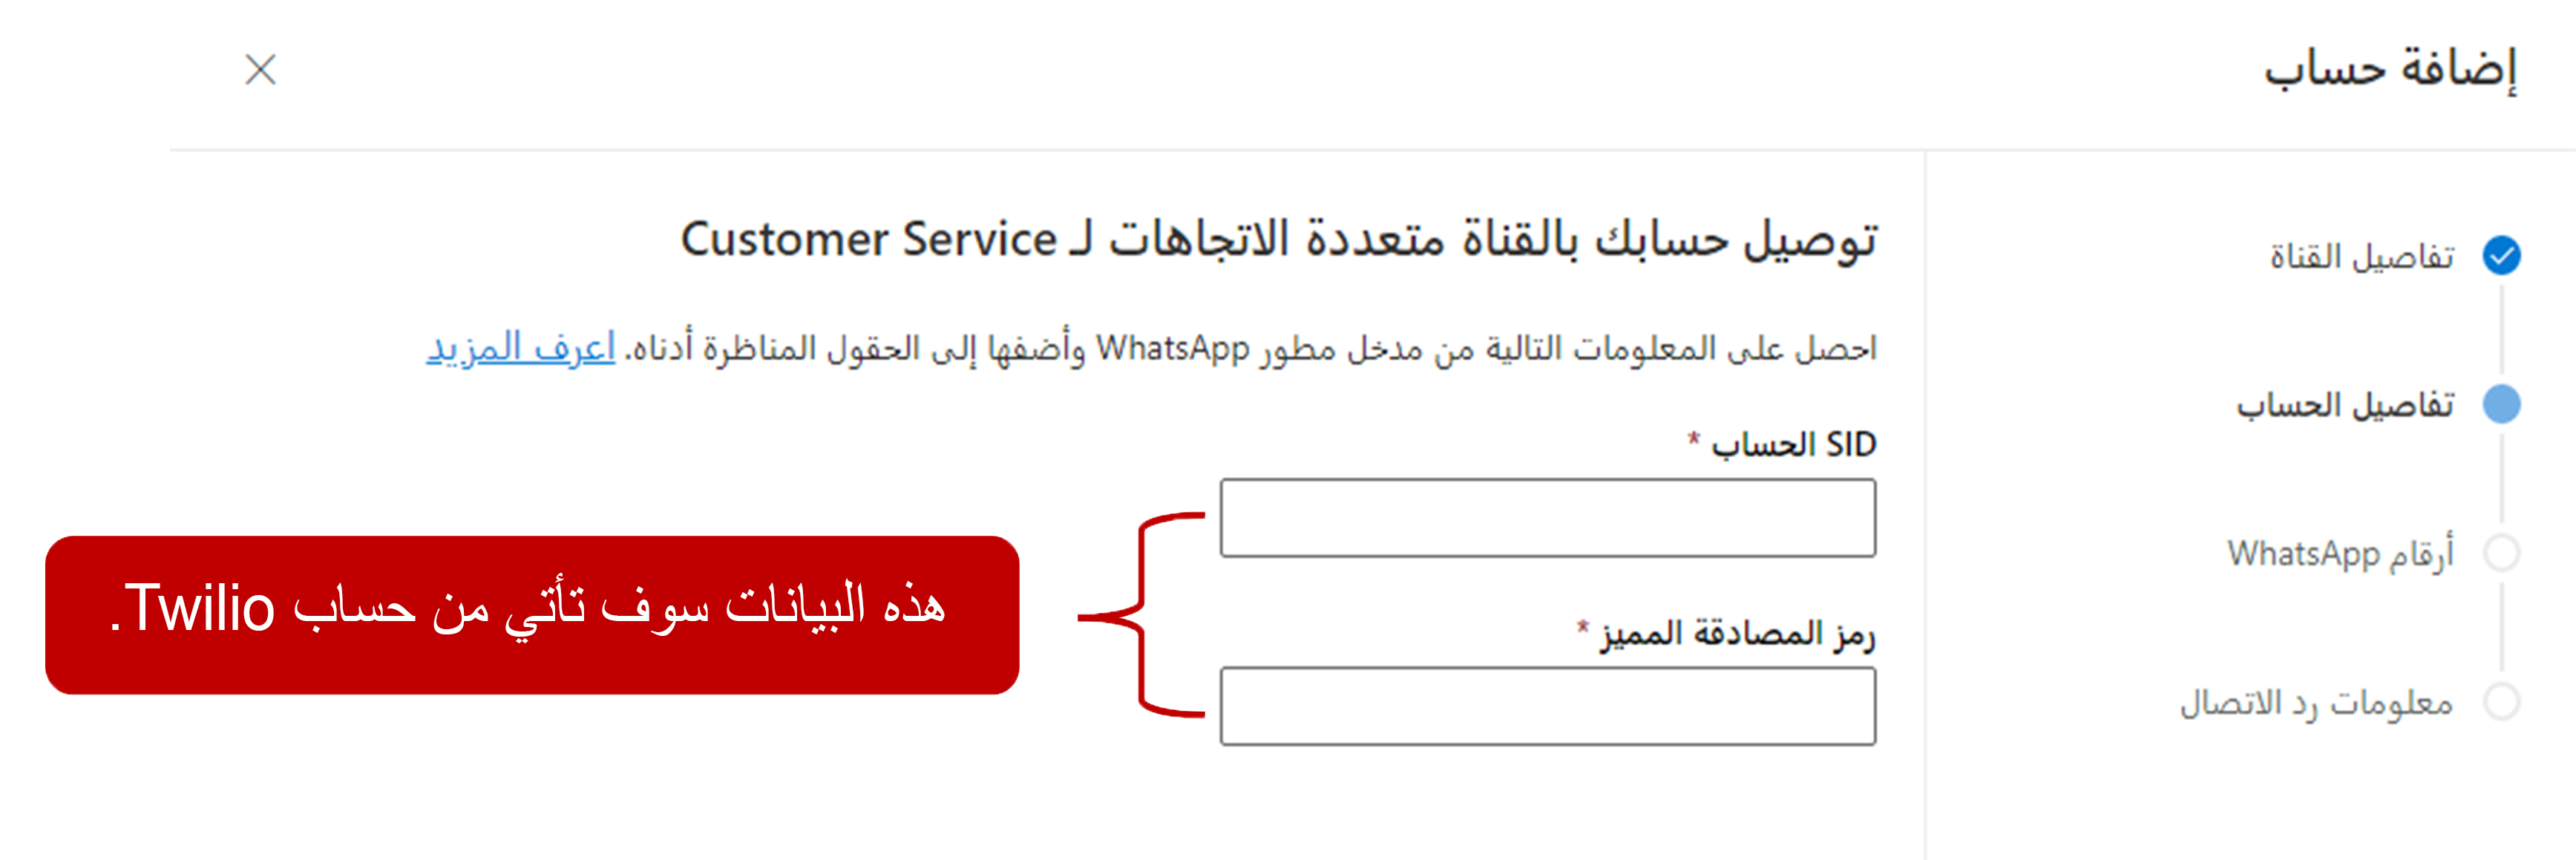 إضافة حساب
تفاصيل القناة
تفاصيل الحساب
أرقام WhatsApp
معلومات رد الاتصال
توصيل حسابك بالقناة متعددة الاتجاهات لـ Customer Service
احصل على المعلومات التالية من مدخل مطور WhatsApp وأضفها إلى الحقول المناظرة أدناه. اعرف المزيد
SID الحساب *
رمز المصادقة المميز *
هذه البيانات سوف تأتي من حساب Twilio.